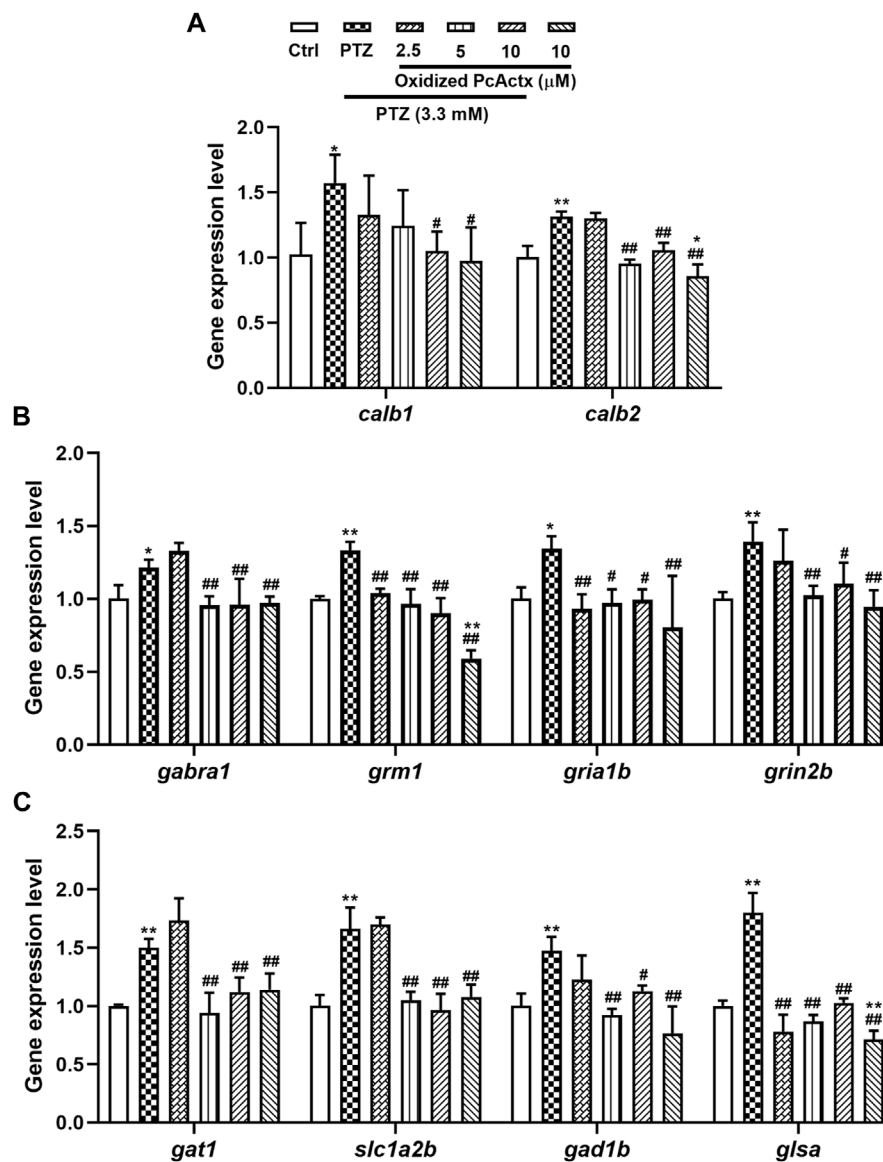 A
Ctrl PTZ 2.5 5 10 10
Oxidized PcActx (μM)
PTZ (3.3 mM)
Gene expression level
2.0
1.5
1.0
0.5
0.0
* # # ** ## ## * ##
calb1 calb2
B
Gene expression level
2.0
1.5
1.0
0.5
0.0
* ## ## ## ** ## ## ## ** ## * ## # # ## ** ## # ##
gabra1 grm1 gria1b grin2b
C
Gene expression level
2.5
2.0
1.5
1.0
0.5
0.0
** ## ## ## ** ## ## ## ** ## # ## ** ## ## ## ** ##
gat1 slc1a2b gad1b glsa